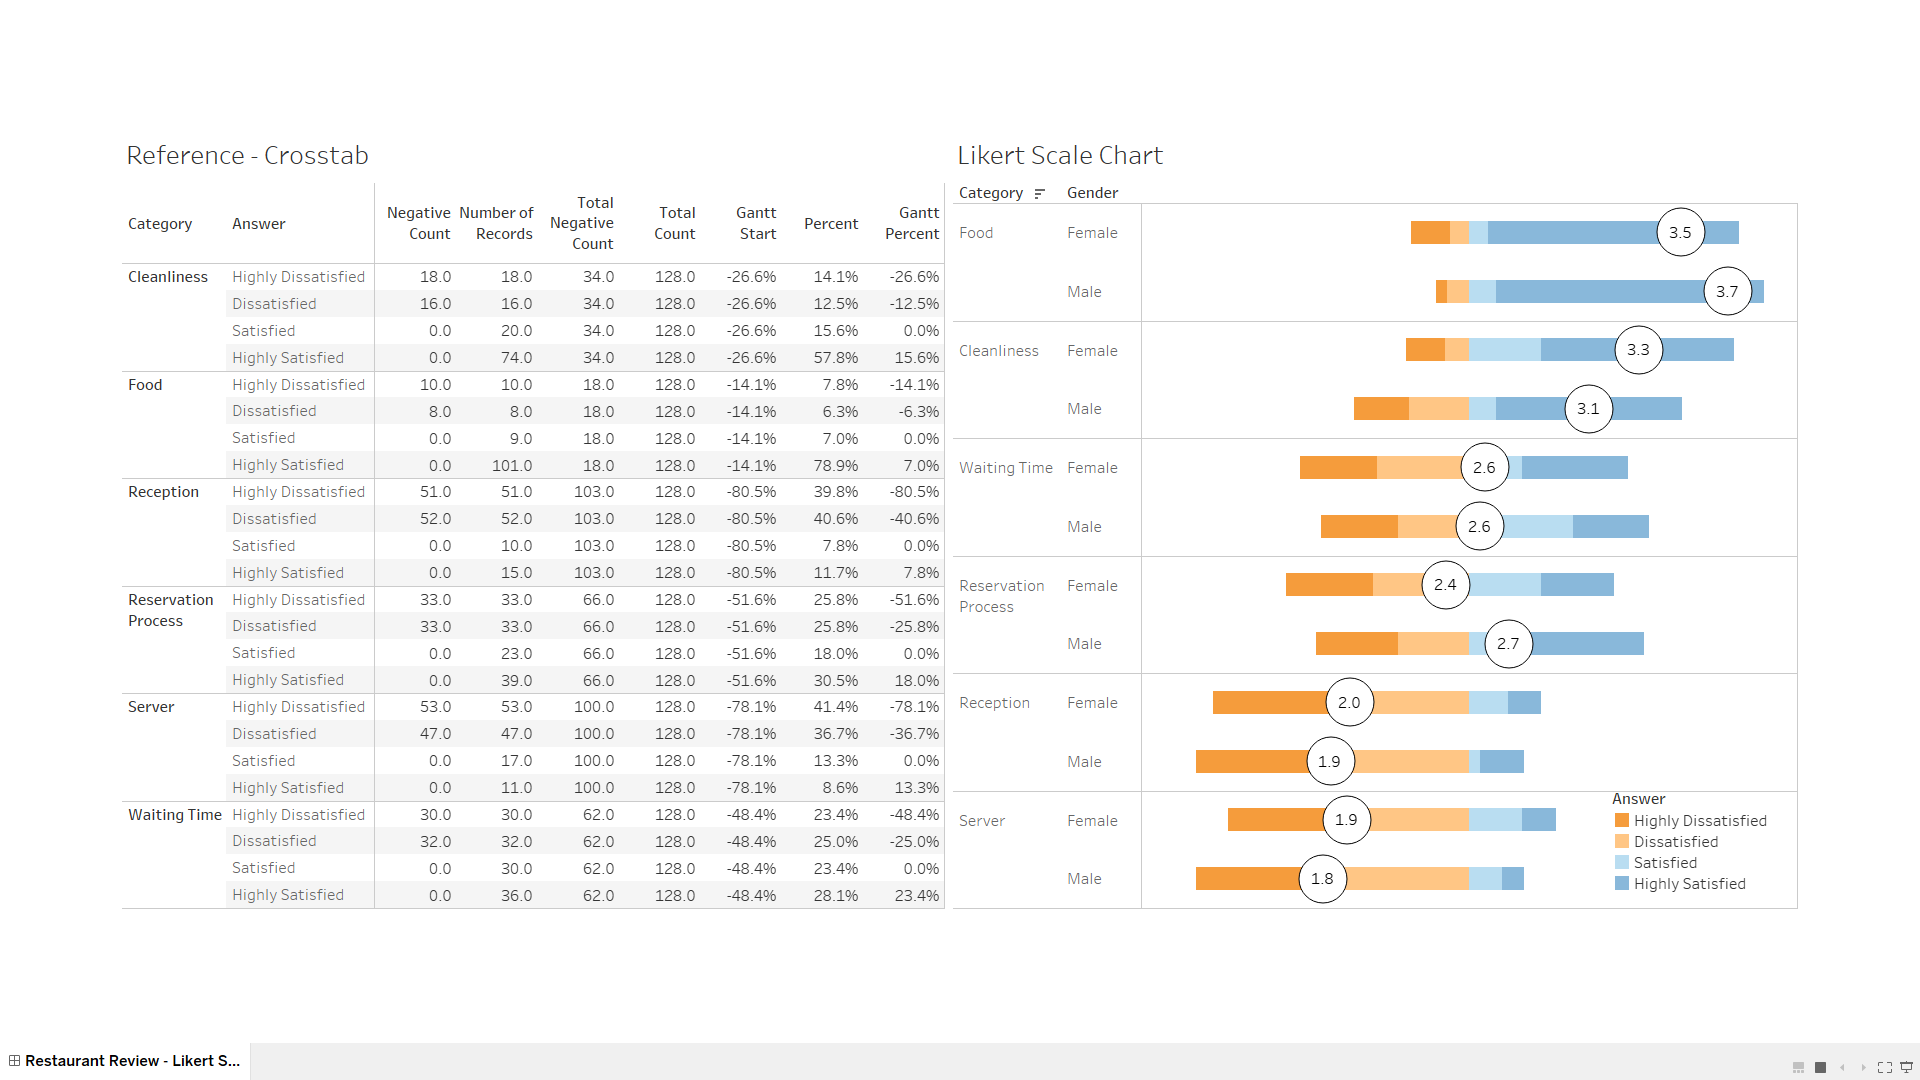 Reference - Crosstab
Category Answer Negative Count Number of Records Total Negative Count Total Count Gantt Start Percent Gantt Percent
Cleanliness Highly Dissatisfied 18.0 18.0 34.0 128.0 -26.6% 14.1% -26.6%
Dissatisfied 16.0 16.0 34.0 128.0 -26.6% 12.5% -12.5%
Satisfied 0.0 20.0 34.0 128.0 -26.6% 15.6% 0.0%
Highly Satisfied 0.0 74.0 34.0 128.0 -26.6% 57.8% 15.6%
Food Highly Dissatisfied 10.0 10.0 18.0 128.0 -14.1% 7.8% -14.1%
Dissatisfied 8.0 8.0 18.0 128.0 -14.1% 6.3% -6.3%
Satisfied 0.0 9.0 18.0 128.0 -14.1% 7.0% 0.0%
Highly Satisfied 0.0 101.0 18.0 128.0 -14.1% 78.9% 7.0%
Reception Highly Dissatisfied 51.0 51.0 103.0 128.0 -80.5% 39.8% -80.5%
Dissatisfied 52.0 52.0 103.0 128.0 -80.5% 40.6% -40.6%
Satisfied 0.0 10.0 103.0 128.0 -80.5% 7.8% 0.0%
Highly Satisfied 0.0 15.0 103.0 128.0 -80.5% 11.7% 7.8%
Reservation Process Highly Dissatisfied 33.0 33.0 66.0 128.0 -51.6% 25.8% -51.6%
Dissatisfied 33.0 33.0 66.0 128.0 -51.6% 25.8% -25.8%
Satisfied 0.0 23.0 66.0 128.0 -51.6% 18.0% 0.0%
Highly Satisfied 0.0 39.0 66.0 128.0 -51.6% 30.5% 18.0%
Server Highly Dissatisfied 53.0 53.0 100.0 128.0 -78.1% 41.4% -78.1%
Dissatisfied 47.0 47.0 100.0 128.0 -78.1% 36.7% -36.7%
Satisfied 0.0 17.0 100.0 128.0 -78.1% 13.3% 0.0%
Highly Satisfied 0.0 11.0 100.0 128.0 -78.1% 8.6% 13.3%
Waiting Time Highly Dissatisfied 30.0 30.0 62.0 128.0 -48.4% 23.4% -48.4%
Dissatisfied 32.0 32.0 62.0 128.0 -48.4% 25.0% -25.0%
Satisfied 0.0 30.0 62.0 128.0 -48.4% 23.4% 0.0%
Highly Satisfied 0.0 36.0 62.0 128.0 -48.4% 28.1% 23.4%
Likert Scale Chart
Category Gender
Food Female 3.5
Male 3.7
Cleanliness Female 3.3
Male 3.1
Waiting Time Female 2.6
Male 2.6
Reservation Process Female 2.4
Male 2.7
Reception Female 2.0
Male 1.9
Server Female 1.9
Male 1.8
Answer
Highly Dissatisfied
Dissatisfied
Satisfied
Highly Satisfied
Restaurant Review - Likert S...